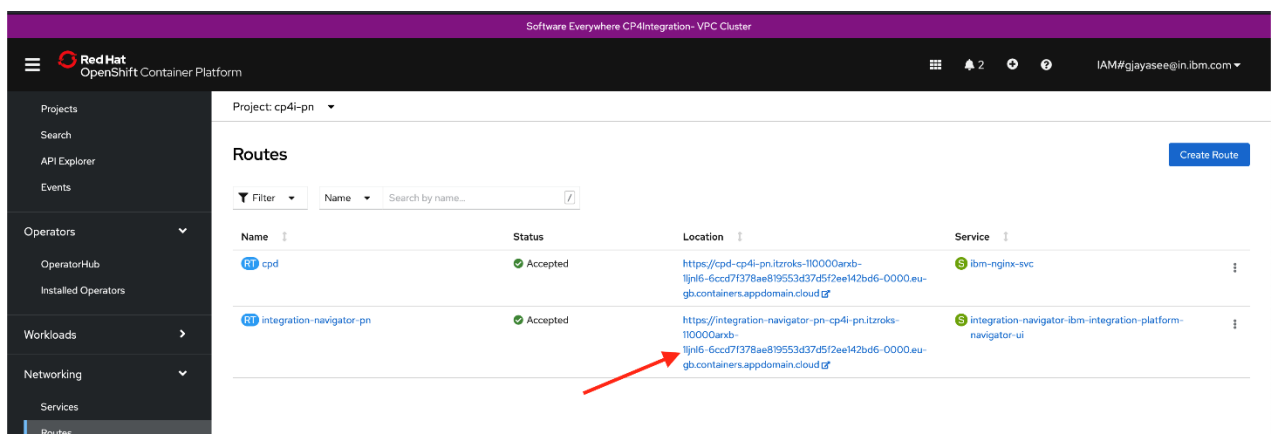 Software Everywhere CP4Integration- VPC Cluster
Red Hat
OpenShift Container Platform
2
IAM#gjayasee@in.ibm.com
Projects
Search
API Explorer
Events
Operators
OperatorHub
Installed Operators
Workloads
Networking
Services
Routes
Project: cp4i-pn
Routes
Create Route
Filter
Name
Search by name...
/
Name
Status
Location
Service
RT cpd
Accepted
https://cpd-cp4i-pn.itzroks-110000arxb-
1ljnl6-6ccd7f378ae819553d37d5f2ee142bd6-0000.eu-
gb.containers.appdomain.cloud
S ibm-nginx-svc
RT integration-navigator-pn
Accepted
https://integration-navigator-pn-cp4i-pn.itzroks-
110000arxb-
1ljnl6-6ccd7f378ae819553d37d5f2ee142bd6-0000.eu-
gb.containers.appdomain.cloud
S integration-navigator-ibm-integration-platform-
navigator-ui